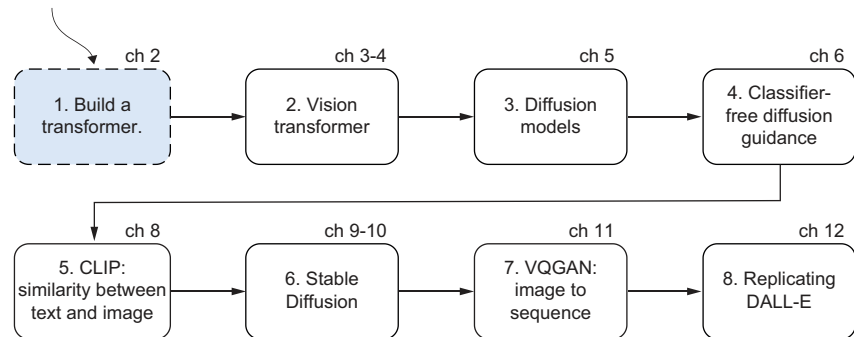 ch 2
1. Build a
transformer.
ch 3-4
2. Vision
transformer
ch 5
3. Diffusion
models
ch 6
4. Classifier-
free diffusion
guidance
ch 8
5. CLIP:
similarity between
text and image
ch 9-10
6. Stable
Diffusion
ch 11
7. VQGAN:
image to
sequence
ch 12
8. Replicating
DALL-E